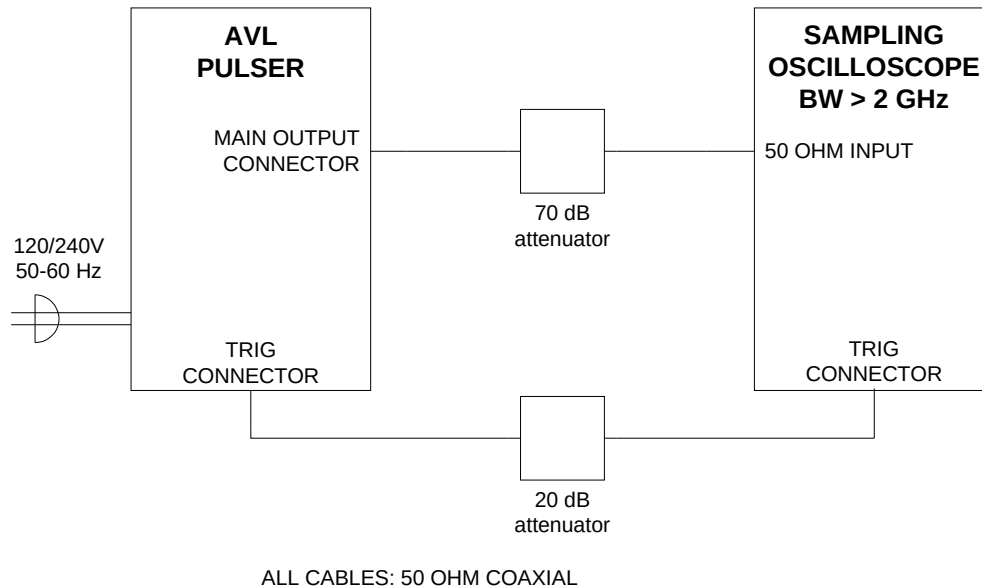 AVL
PULSER
SAMPLING
OSCILLOSCOPE
BW > 2 GHz
MAIN OUTPUT
CONNECTOR
50 OHM INPUT
70 dB
attenuator
120/240V
50-60 Hz
TRIG
CONNECTOR
TRIG
CONNECTOR
20 dB
attenuator
ALL CABLES: 50 OHM COAXIAL